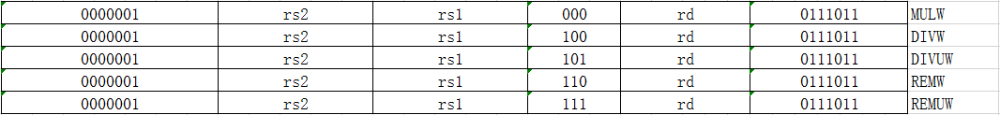 0000001 rs2 rs1 000 rd 0111011 MULW
0000001 rs2 rs1 100 rd 0111011 DIVW
0000001 rs2 rs1 101 rd 0111011 DIVUW
0000001 rs2 rs1 110 rd 0111011 REMW
0000001 rs2 rs1 111 rd 0111011 REMUW